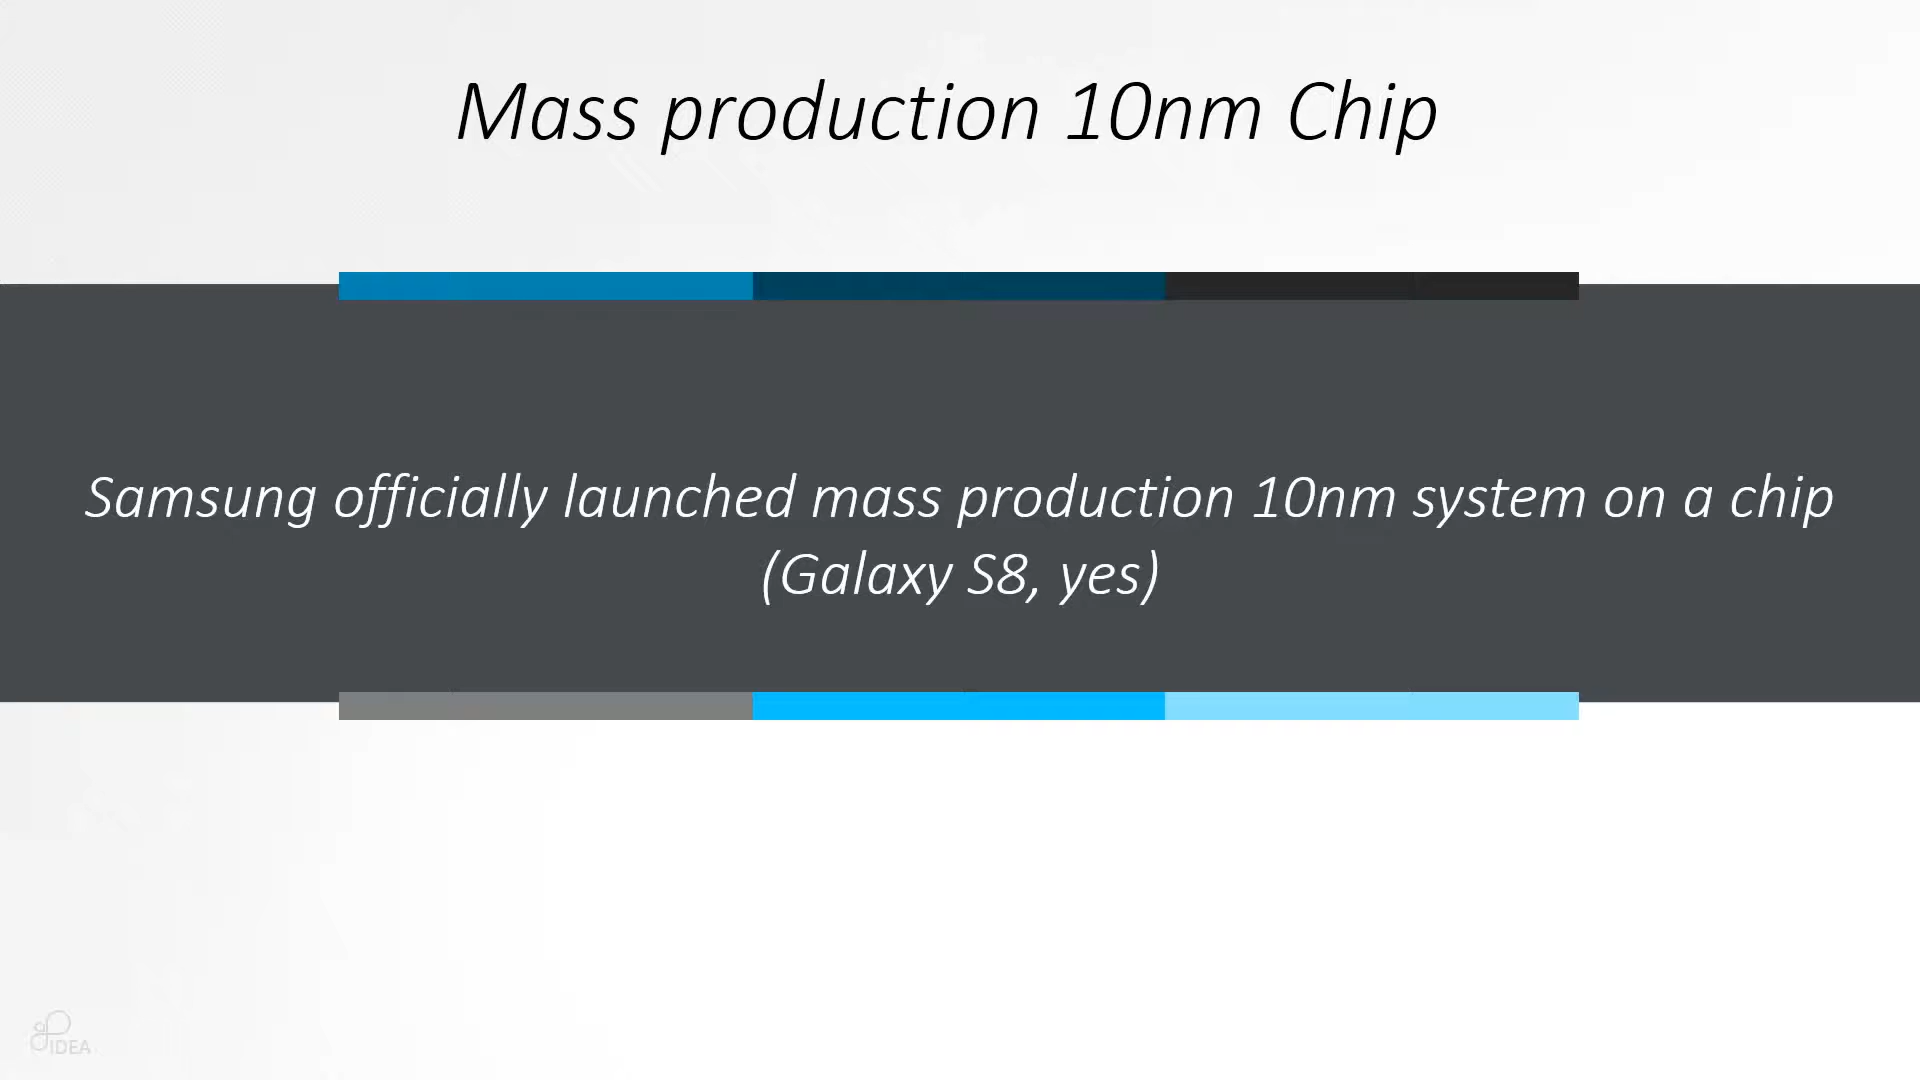 Mass production 10nm Chip
Samsung officially launched mass production 10nm system on a chip
(Galaxy S8, yes)
IDEA